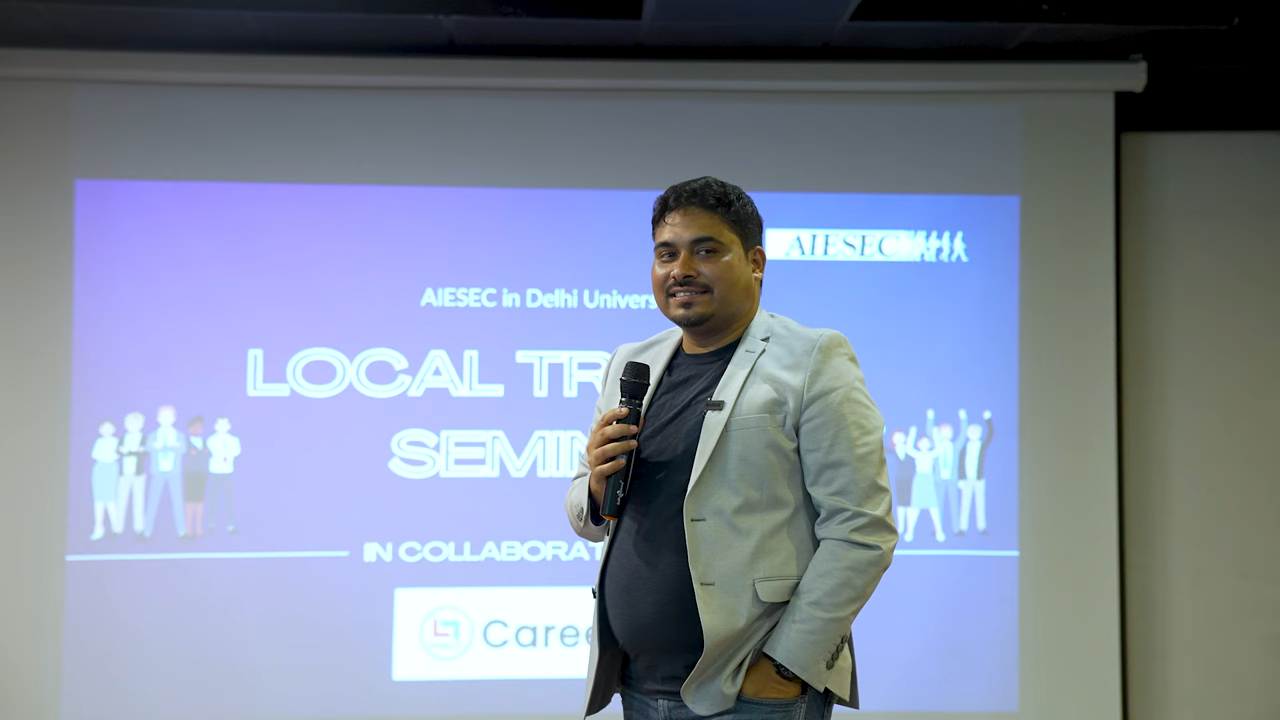 AIESEC
AIESEC in Delhi Univers
LOCAL TR
SEMIN
IN COLLABORAT
Caree